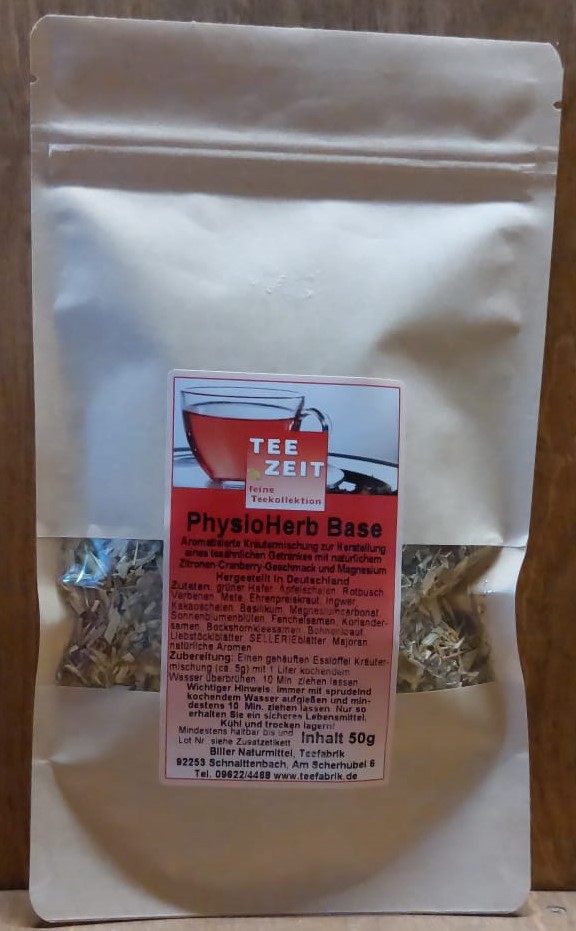 TEE
ZEIT
feine
Teekollektion
PhysioHerb Base
Aromatisierte Kräutermischung zur Herstellung
eines teeähnlichen Getränkes mit natürlichem
Zitronen-Cranberry-Geschmack und Magnesium
Hergestellt in Deutschland
Zutaten: grüner Hafer, Apfelschalen, Rotbusch,
Verbenen, Mate, Ehrenpreiskraut, Ingwer,
Kakaoschalen, Basilikum, Magnesiumcarbonat,
Sonnenblumenblüten, Fenchelsamen, Koriander-
samen, Bockshornkleesamen, Bohnenkraut,
Liebstöcklblätter, SELLERIEblätter, Majoran,
natürliche Aromen
Zubereitung: Einen gehäuften Esslöffel Kräuter-
mischung (ca. 5g) mit 1 Liter kochendem
Wasser überbrühen, 10 Min. ziehen lassen
Wichtiger Hinweis: Immer mit sprudelnd
kochendem Wasser aufgießen und min-
destens 10 Min. ziehen lassen. Nur so
erhalten Sie ein sicheres Lebensmittel.
Kühl und trocken lagern!
Mindestens haltbar bis und
Lot Nr. siehe Zusatzetikett
Inhalt 50g
Biller Naturmittel, Teefabrik
92253 Schnaittenbach, Am Scherhübel 6
Tel. 09622/4468 www.teefabrik.de